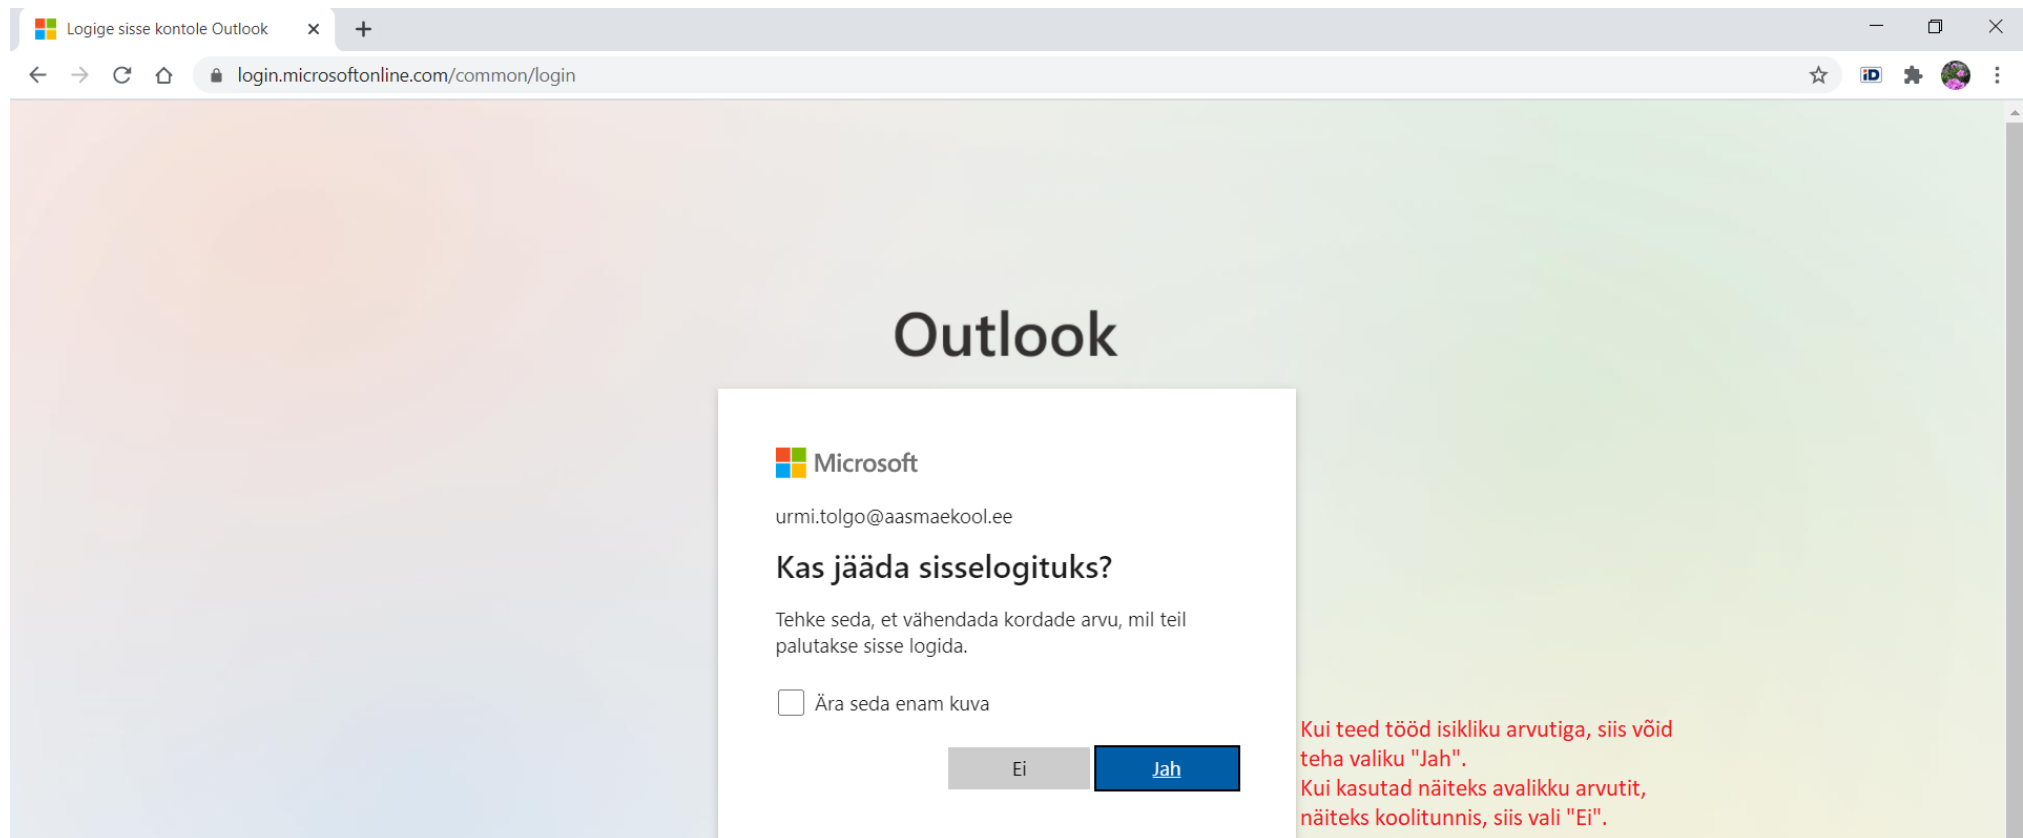 Logige sisse kontole Outlook
login.microsoftonline.com/common/login
iD
Outlook
Microsoft
urmi.tolgo@aasmaekool.ee
Kas jääda sisselogituks?
Tehke seda, et vähendada kordade arvu, mil teil
palutakse sisse logida.
Ära seda enam kuva
Ei
Jah
Kui teed tööd isikliku arvutiga, siis võid
teha valiku "Jah".
Kui kasutad näiteks avalikku arvutit,
näiteks koolitunnis, siis vali "Ei".